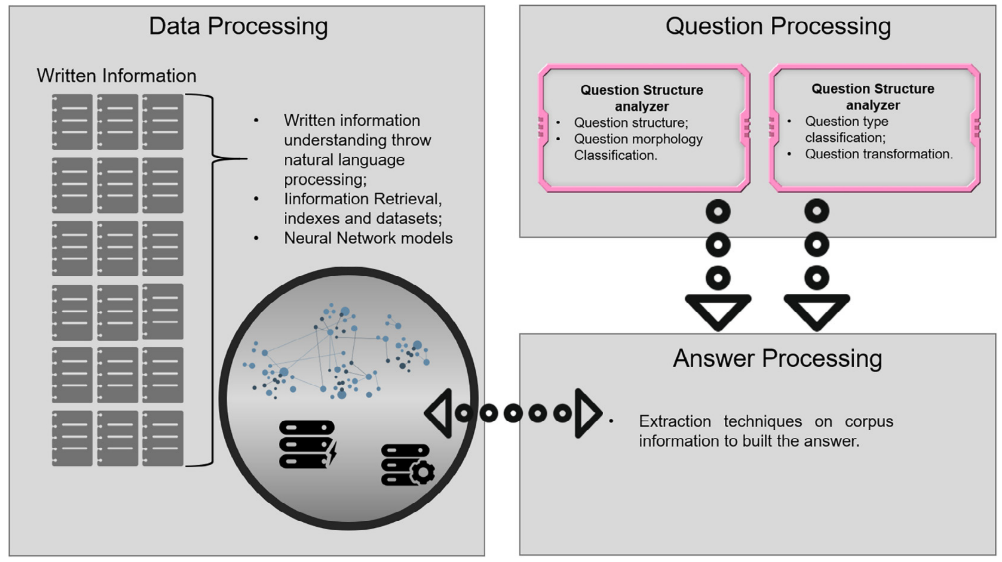 Data Processing
Written Information
• Written information
understanding throw
natural language
processing;
• Iinformation Retrieval,
indexes and datasets;
• Neural Network models
Question Processing
Question Structure
analyzer
• Question structure;
• Question morphology
Classification.
Question Structure
analyzer
• Question type
classification;
• Question transformation.
Answer Processing
• Extraction techniques on corpus
information to built the answer.